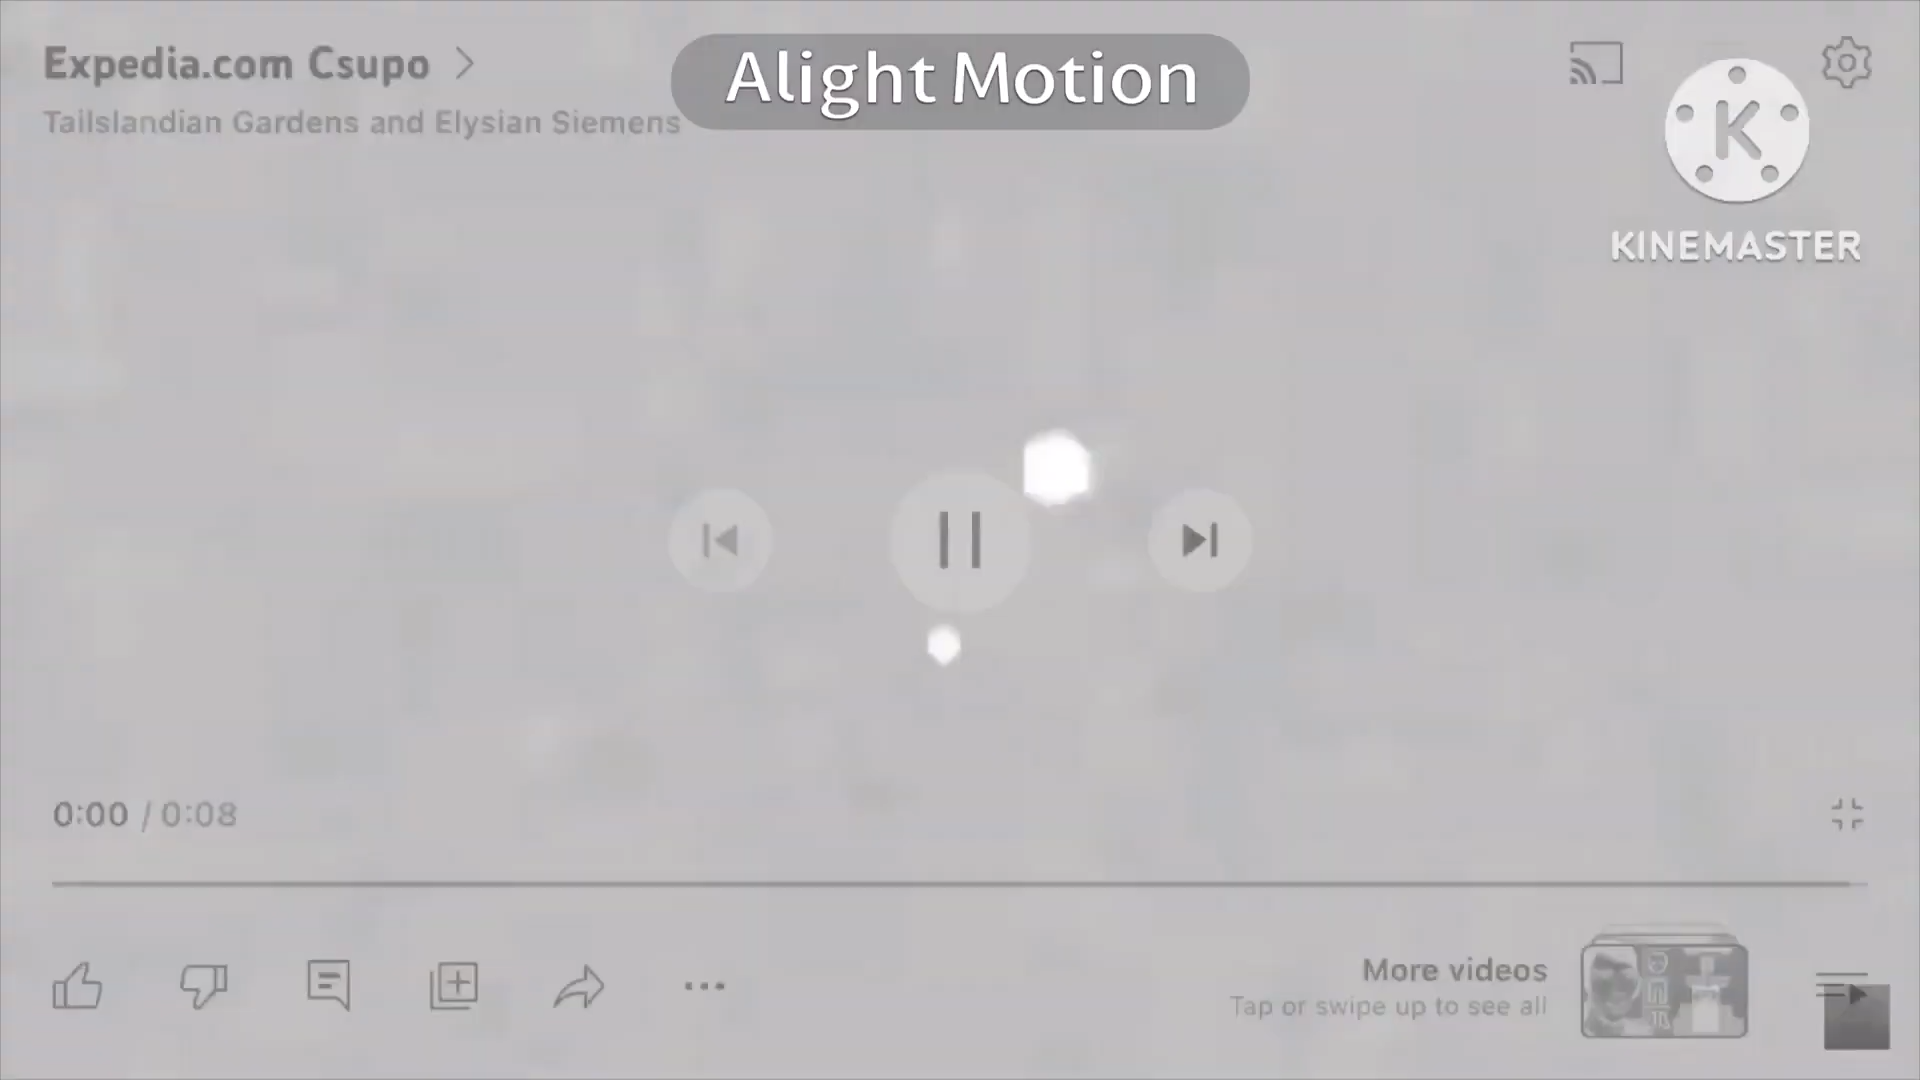 Expedia.com Csupo
Tailslandian Gardens and Elysian Siemens
Alight Motion
K
KINEMASTER
0:00 / 0:08
More videos
Tap or swipe up to see all